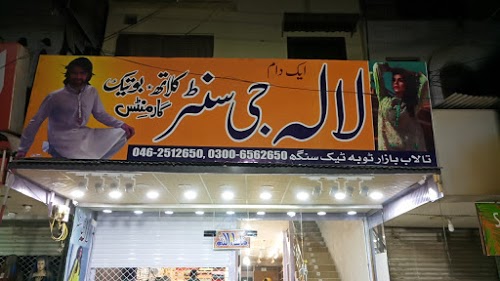 ایک دام
لالہ جی سنٹر
کلاتھ، بوتیک
گارمنٹس
046-2512650, 0300-6562650 تالاب بازار ٹوبہ ٹیک سنگھ